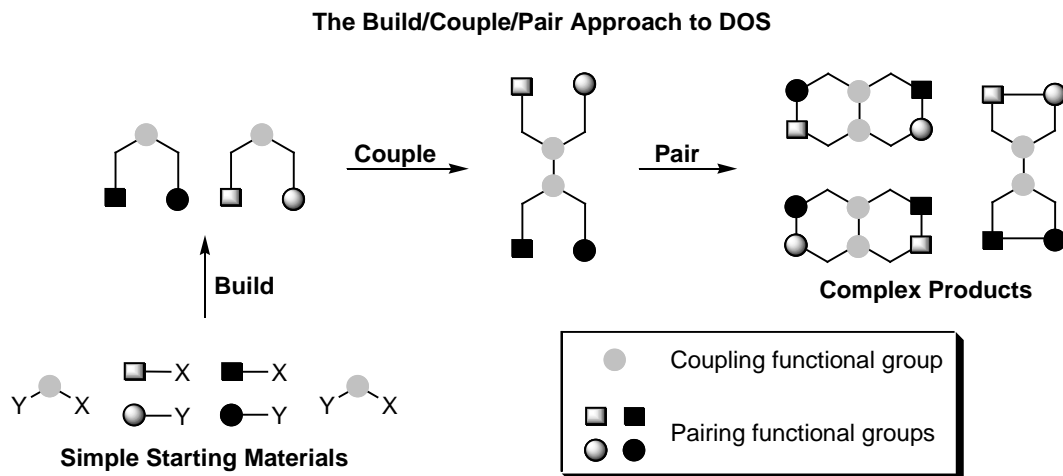 The Build/Couple/Pair Approach to DOS
Couple
Pair
Build
Complex Products
Y X
X
X
Y X
Y
Y
Simple Starting Materials
Coupling functional group
Pairing functional groups